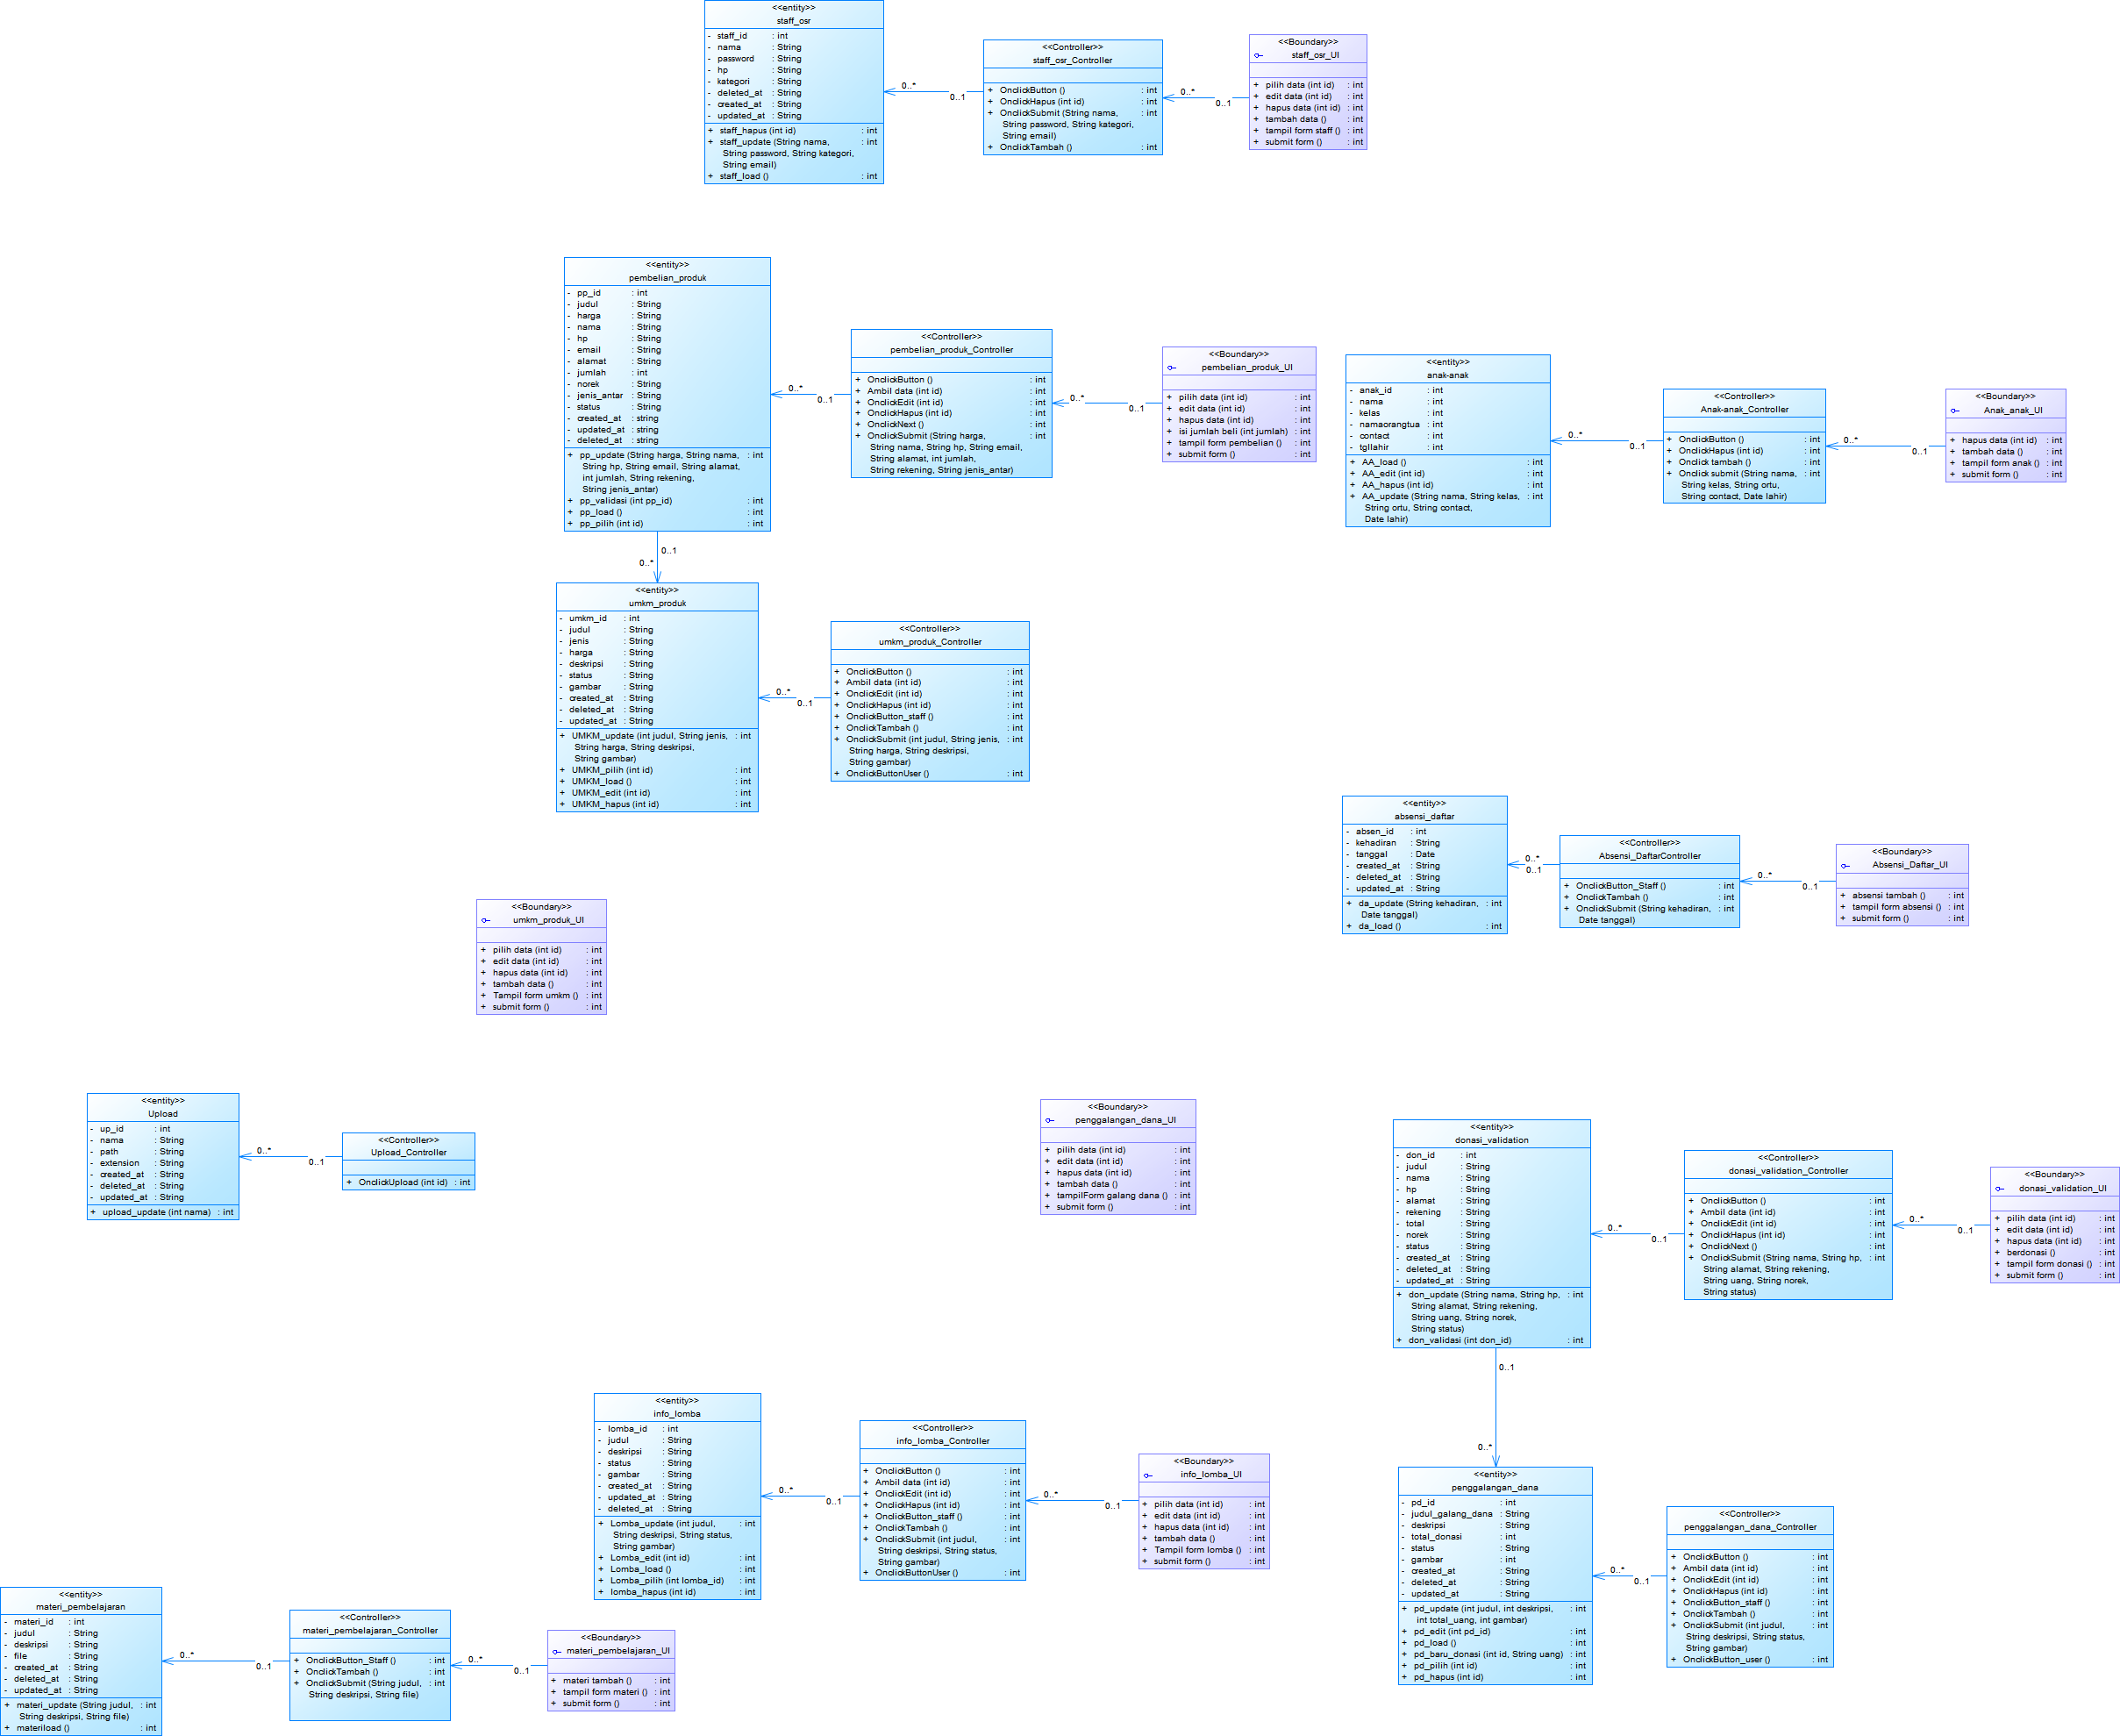 <<entity>>
staff_osr
- staff_id : int
- nama : String
- password : String
- hp : String
- kategori : String
- deleted_at : String
- created_at : String
- updated_at : String
+ staff_hapus (int id) : int
+ staff_update (String nama, : int
String password, String kategori,
String email)
+ staff_load () : int
0..*
0..1
<<Controller>>
staff_osr_Controller
+ OnclickButton () : int
+ OnclickHapus (int id) : int
+ OnclickSubmit (String nama, : int
String password, String kategori,
String email)
+ OnclickTambah () : int
0..*
0..1
<<Boundary>>
staff_osr_UI
+ pilih data (int id) : int
+ edit data (int id) : int
+ hapus data (int id) : int
+ tambah data () : int
+ tampil form staff () : int
+ submit form () : int
<<entity>>
pembelian_produk
- pp_id : int
- judul : String
- harga : String
- nama : String
- hp : String
- email : String
- alamat : String
- jumlah : int
- norek : String
- jenis_antar : String
- status : String
- created_at : string
- updated_at : string
- deleted_at : string
+ pp_update (String harga, String nama, : int
String hp, String email, String alamat,
int jumlah, String rekening,
String jenis_antar)
+ pp_validasi (int pp_id) : int
+ pp_load () : int
+ pp_pilih (int id) : int
0..*
0..1
<<Controller>>
pembelian_produk_Controller
+ OnclickButton () : int
+ Ambil data (int id) : int
+ OnclickEdit (int id) : int
+ OnclickHapus (int id) : int
+ OnclickNext () : int
+ OnclickSubmit (String harga, : int
String nama, String hp, String email,
String alamat, int jumlah,
String rekening, String jenis_antar)
0..*
0..1
<<Boundary>>
pembelian_produk_UI
+ pilih data (int id) : int
+ edit data (int id) : int
+ hapus data (int id) : int
+ isi jumlah beli (int jumlah) : int
+ tampil form pembelian () : int
+ submit form () : int
<<entity>>
anak-anak
- anak_id : int
- nama : int
- kelas : int
- namaorangtua : int
- contact : int
- tgllahir : int
+ AA_load () : int
+ AA_edit (int id) : int
+ AA_hapus (int id) : int
+ AA_update (String nama, String kelas, : int
String ortu, String contact,
Date lahir)
0..*
0..1
<<Controller>>
Anak-anak_Controller
+ OnclickButton () : int
+ OnclickHapus (int id) : int
+ Onclick tambah () : int
+ Onclick submit (String nama, : int
String kelas, String ortu,
String contact, Date lahir)
0..*
0..1
<<Boundary>>
Anak_anak_UI
+ hapus data (int id) : int
+ tambah data () : int
+ tampil form anak () : int
+ submit form () : int
0..1
0..*
<<entity>>
umkm_produk
- umkm_id : int
- judul : String
- jenis : String
- harga : String
- deskripsi : String
- status : String
- gambar : String
- created_at : String
- deleted_at : String
- updated_at : String
+ UMKM_update (int judul, String jenis, : int
String harga, String deskripsi,
String gambar)
+ UMKM_pilih (int id) : int
+ UMKM_load () : int
+ UMKM_edit (int id) : int
+ UMKM_hapus (int id) : int
0..*
0..1
<<Controller>>
umkm_produk_Controller
+ OnclickButton () : int
+ Ambil data (int id) : int
+ OnclickEdit (int id) : int
+ OnclickHapus (int id) : int
+ OnclickButton_staff () : int
+ OnclickTambah () : int
+ OnclickSubmit (int judul, String jenis, : int
String harga, String deskripsi,
String gambar)
+ OnclickButtonUser () : int
<<entity>>
absensi_daftar
- absen_id : int
- kehadiran : String
- tanggal : Date
- created_at : String
- deleted_at : String
- updated_at : String
+ da_update (String kehadiran, : int
Date tanggal)
+ da_load () : int
0..*
0..1
<<Controller>>
Absensi_DaftarController
+ OnclickButton_Staff () : int
+ OnclickTambah () : int
+ OnclickSubmit (String kehadiran, : int
Date tanggal)
0..*
0..1
<<Boundary>>
Absensi_Daftar_UI
+ absensi tambah () : int
+ tampil form absensi () : int
+ submit form () : int
<<Boundary>>
umkm_produk_UI
+ pilih data (int id) : int
+ edit data (int id) : int
+ hapus data (int id) : int
+ tambah data () : int
+ Tampil form umkm () : int
+ submit form () : int
<<entity>>
Upload
- up_id : int
- nama : String
- path : String
- extension : String
- created_at : String
- deleted_at : String
- updated_at : String
+ upload_update (int nama) : int
0..*
0..1
<<Controller>>
Upload_Controller
+ OnclickUpload (int id) : int
<<Boundary>>
penggalangan_dana_UI
+ pilih data (int id) : int
+ edit data (int id) : int
+ hapus data (int id) : int
+ tambah data () : int
+ tampilForm galang dana () : int
+ submit form () : int
<<entity>>
donasi_validation
- don_id : int
- judul : String
- nama : String
- hp : String
- alamat : String
- rekening : String
- total : String
- norek : String
- status : String
- created_at : String
- deleted_at : String
- updated_at : String
+ don_update (String nama, String hp, : int
String alamat, String rekening,
String uang, String norek,
String status)
+ don_validasi (int don_id) : int
0..*
0..1
<<Controller>>
donasi_validation_Controller
+ OnclickButton () : int
+ Ambil data (int id) : int
+ OnclickEdit (int id) : int
+ OnclickHapus (int id) : int
+ OnclickNext () : int
+ OnclickSubmit (String nama, String hp, : int
String alamat, String rekening,
String uang, String norek,
String status)
0..*
0..1
<<Boundary>>
donasi_validation_UI
+ pilih data (int id) : int
+ edit data (int id) : int
+ hapus data (int id) : int
+ berdonasi () : int
+ tampil form donasi () : int
+ submit form () : int
0..1
0..*
<<entity>>
info_lomba
- lomba_id : int
- judul : String
- deskripsi : String
- status : String
- gambar : String
- created_at : String
- updated_at : String
- deleted_at : String
+ Lomba_update (int judul, : int
String deskripsi, String status,
String gambar)
+ Lomba_edit (int id) : int
+ Lomba_load () : int
+ Lomba_pilih (int lomba_id) : int
+ lomba_hapus (int id) : int
0..*
0..1
<<Controller>>
info_lomba_Controller
+ OnclickButton () : int
+ Ambil data (int id) : int
+ OnclickEdit (int id) : int
+ OnclickHapus (int id) : int
+ OnclickButton_staff () : int
+ OnclickTambah () : int
+ OnclickSubmit (int judul, : int
String deskripsi, String status,
String gambar)
+ OnclickButtonUser () : int
0..*
0..1
<<Boundary>>
info_lomba_UI
+ pilih data (int id) : int
+ edit data (int id) : int
+ hapus data (int id) : int
+ tambah data () : int
+ Tampil form lomba () : int
+ submit form () : int
<<entity>>
penggalangan_dana
- pd_id : int
- judul_galang_dana : String
- deskripsi : String
- total_donasi : int
- status : String
- gambar : int
- created_at : String
- deleted_at : String
- updated_at : String
+ pd_update (int judul, int deskripsi, : int
int total_uang, int gambar)
+ pd_edit (int pd_id) : int
+ pd_load () : int
+ pd_baru_donasi (int id, String uang) : int
+ pd_pilih (int id) : int
+ pd_hapus (int id) : int
0..*
0..1
<<Controller>>
penggalangan_dana_Controller
+ OnclickButton () : int
+ Ambil data (int id) : int
+ OnclickEdit (int id) : int
+ OnclickHapus (int id) : int
+ OnclickButton_staff () : int
+ OnclickTambah () : int
+ OnclickSubmit (int judul, : int
String deskripsi, String status,
String gambar)
+ OnclickButton_user () : int
<<entity>>
materi_pembelajaran
- materi_id : int
- judul : String
- deskripsi : String
- file : String
- created_at : String
- deleted_at : String
- updated_at : String
+ materi_update (String judul, : int
String deskripsi, String file)
+ materiload () : int
0..*
0..1
<<Controller>>
materi_pembelajaran_Controller
+ OnclickButton_Staff () : int
+ OnclickTambah () : int
+ OnclickSubmit (String judul, : int
String deskripsi, String file)
0..*
0..1
<<Boundary>>
materi_pembelajaran_UI
+ materi tambah () : int
+ tampil form materi () : int
+ submit form () : int